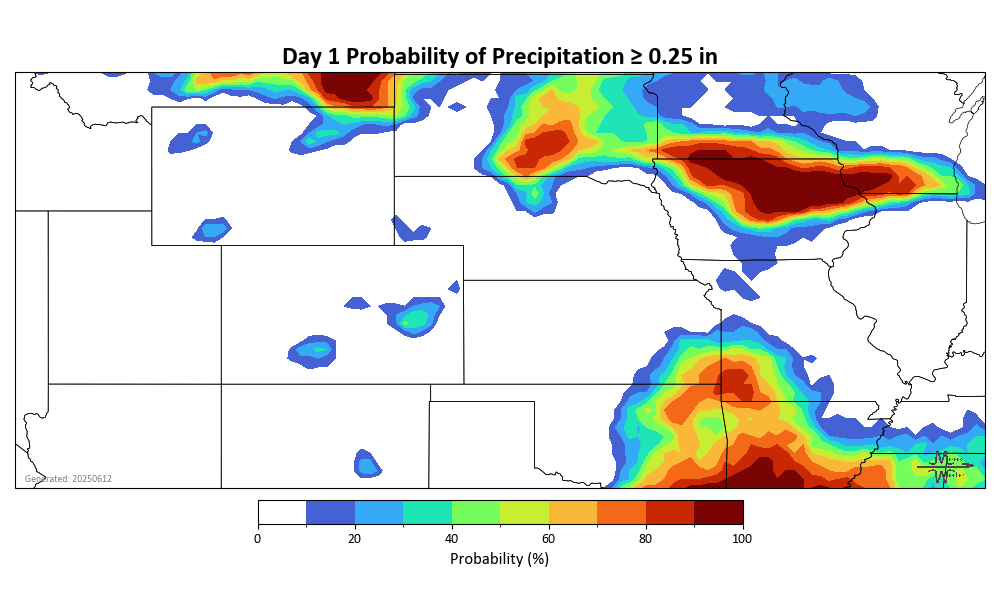 Day 1 Probability of Precipitation ≥ 0.25 in
Generated: 20250612
0 20 40 60 80 100
Probability (%)